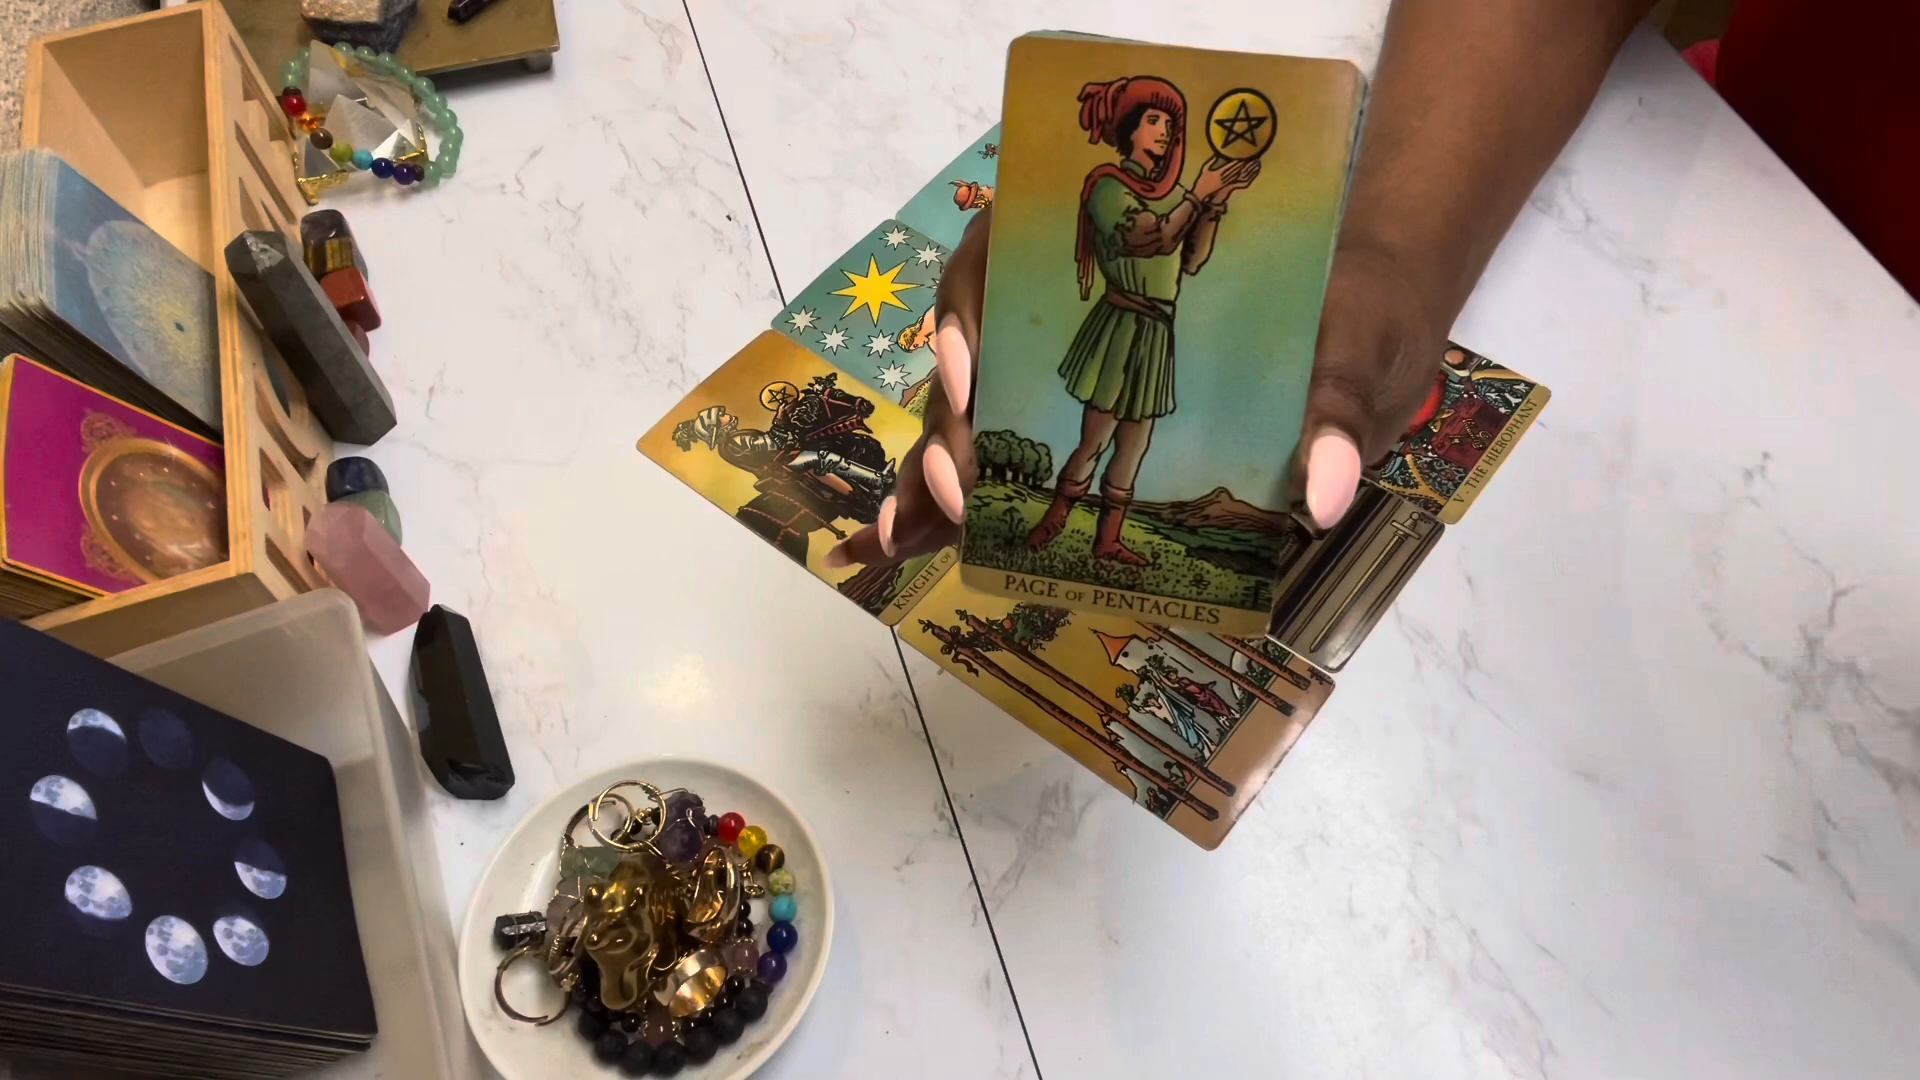 PAGE OF PENTACLES
KNIGHT OF
V · THE HIEROPHANT